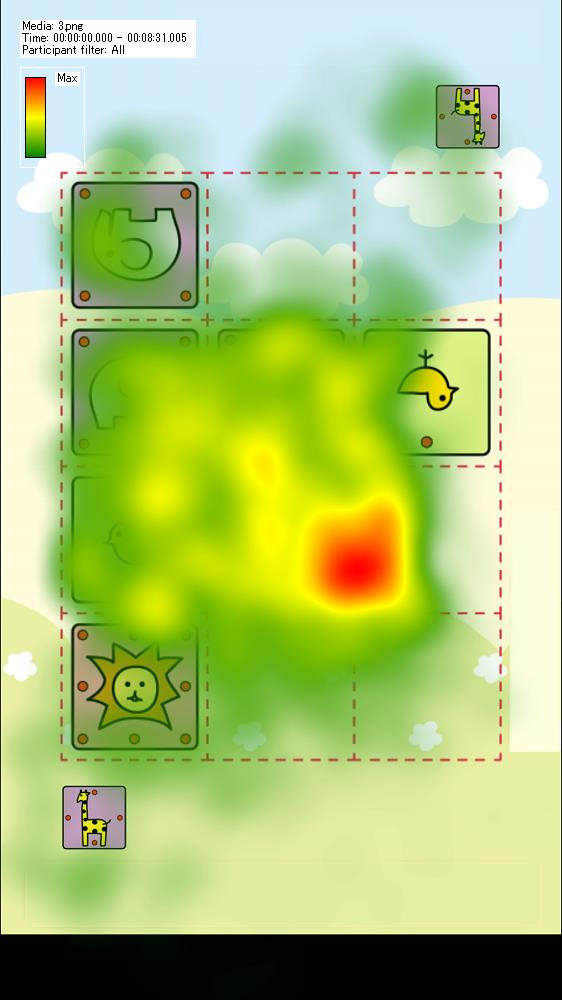 Media: 3.png
Time: 00:00:00.000 - 00:08:31.005
Participant filter: All
Max